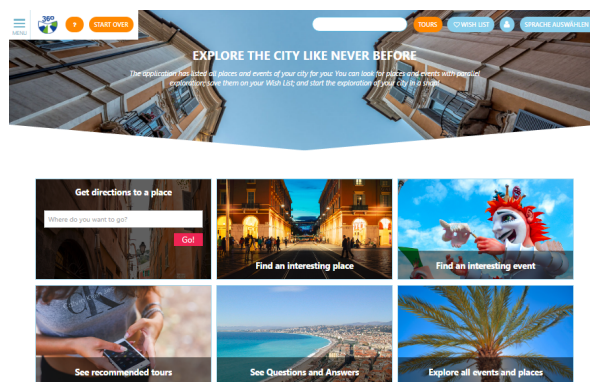 MENU
360
?
START OVER
TOURS
WISH LIST
SPRACHE AUSWÄHLEN
EXPLORE THE CITY LIKE NEVER BEFORE
The application has listed all places and events of your city for you: You can look for places and events with parallel
exploration; save them on your Wish List; and start the exploration of your city in a snap!
Get directions to a place
Where do you want to go?
Go!
Find an interesting place
Find an interesting event
See recommended tours
See Questions and Answers
Explore all events and places